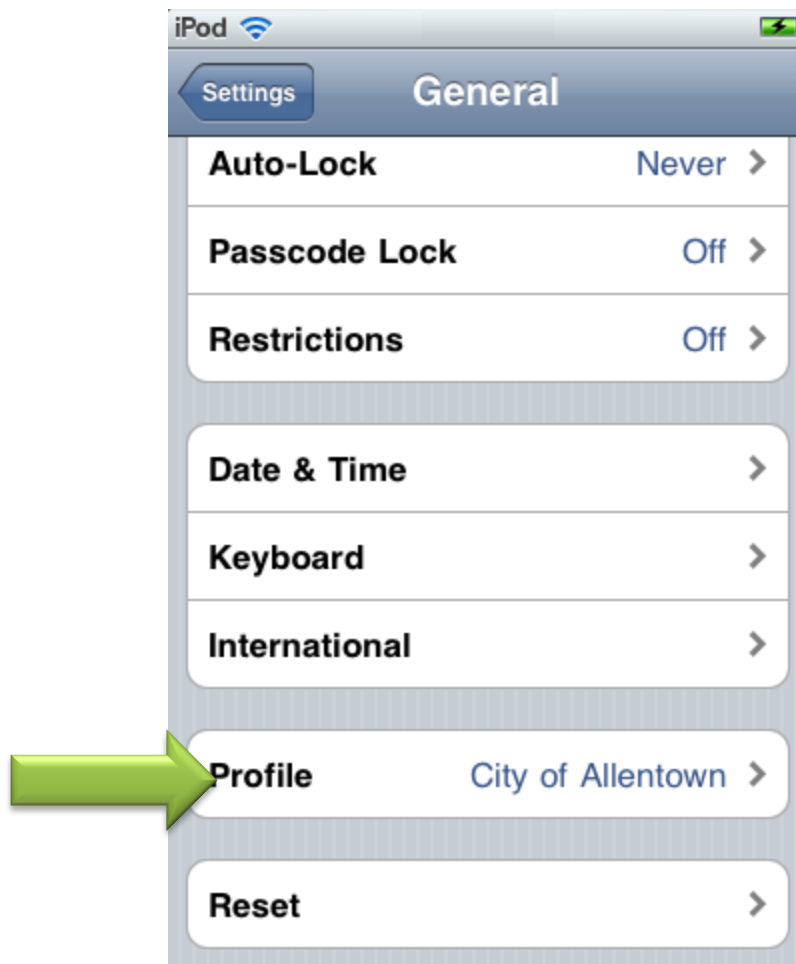 iPod
Settings General
Auto-Lock Never
Passcode Lock Off
Restrictions Off
Date & Time
Keyboard
International
Profile City of Allentown
Reset